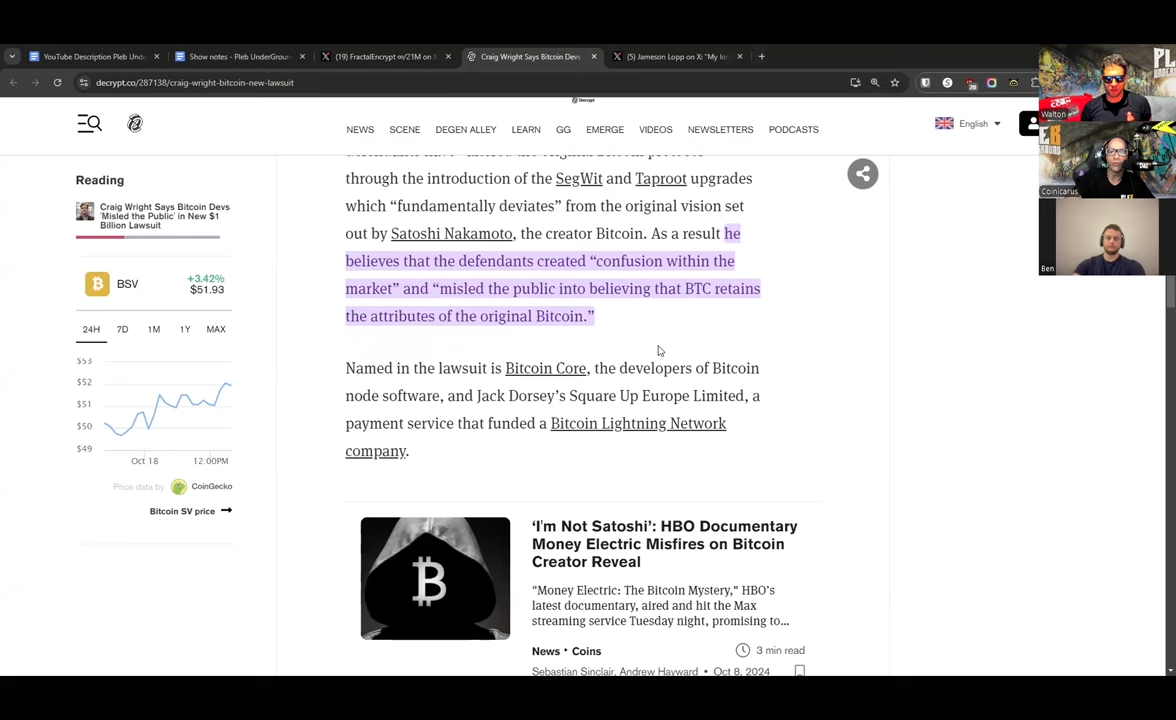 YouTube Description Pleb Und
Show notes - Pleb UnderGroun
(19) FractalEncrypt ∞/21M on X
Craig Wright Says Bitcoin Devs
(5) Jameson Lopp on X: "My lo
decrypt.co/287138/craig-wright-bitcoin-new-lawsuit
20
Decrypt
NEWS
SCENE
DEGEN ALLEY
LEARN
GG
EMERGE
VIDEOS
NEWSLETTERS
PODCASTS
English
Walton
Coinicarus
Ben
Reading
Craig Wright Says Bitcoin Devs
'Misled the Public' in New $1
Billion Lawsuit
BSV
+3.42%
$51.93
24H
7D
1M
1Y
MAX
$53
$52
$51
$50
$49
Oct 18
12:00PM
Price data by
CoinGecko
Bitcoin SV price
through the introduction of the SegWit and Taproot upgrades
which “fundamentally deviates” from the original vision set
out by Satoshi Nakamoto, the creator Bitcoin. As a result he
believes that the defendants created “confusion within the
market” and “misled the public into believing that BTC retains
the attributes of the original Bitcoin.”
Named in the lawsuit is Bitcoin Core, the developers of Bitcoin
node software, and Jack Dorsey’s Square Up Europe Limited, a
payment service that funded a Bitcoin Lightning Network
company.
‘I'm Not Satoshi’: HBO Documentary
Money Electric Misfires on Bitcoin
Creator Reveal
"Money Electric: The Bitcoin Mystery," HBO’s
latest documentary, aired and hit the Max
streaming service Tuesday night, promising to...
News • Coins
3 min read
Sebastian Sinclair, Andrew Hayward • Oct 8, 2024